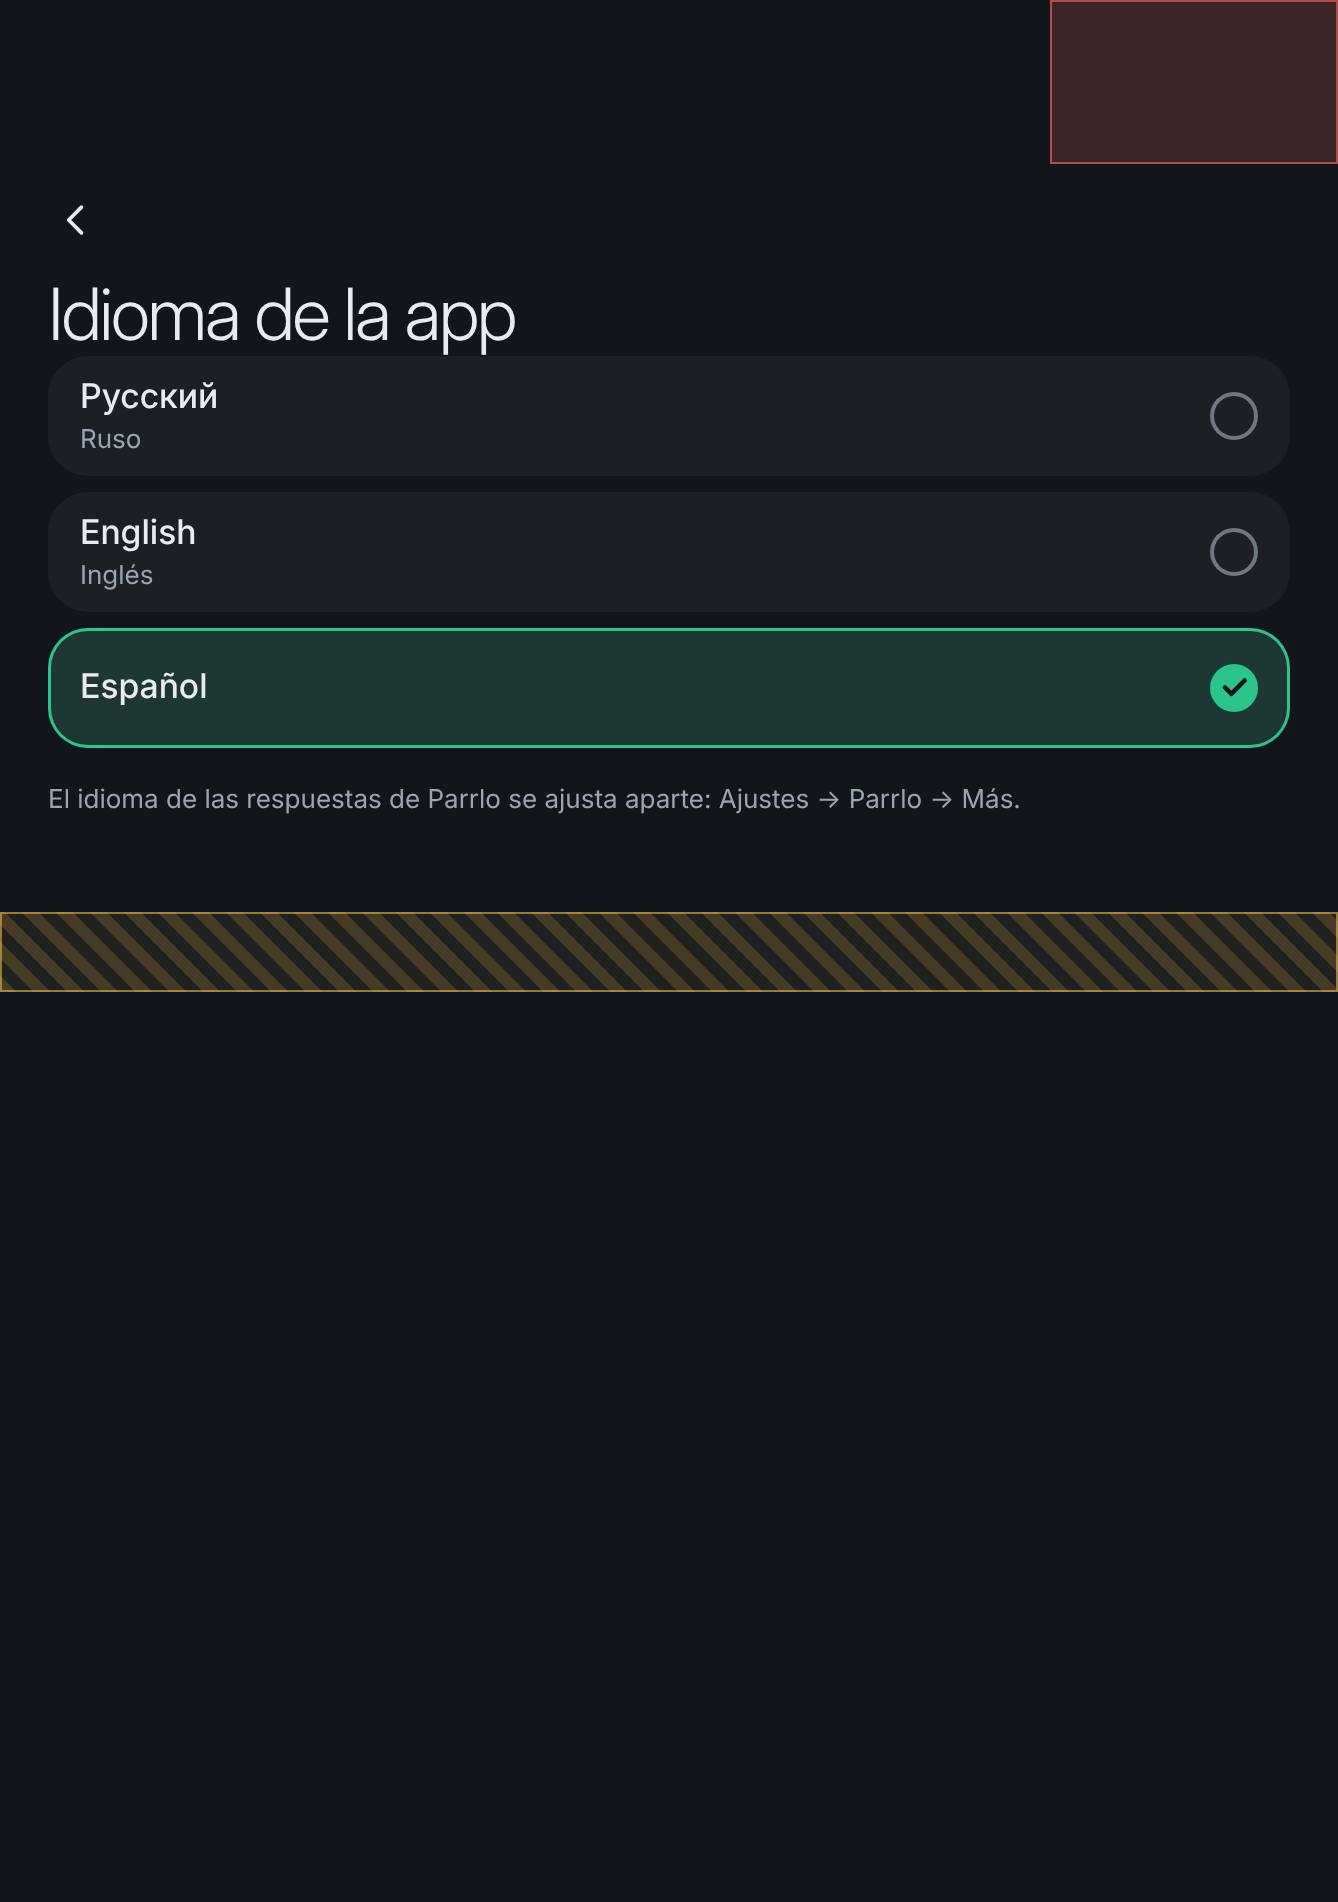 Idioma de la app
Русский
Ruso
English
Inglés
Español
El idioma de las respuestas de Parrlo se ajusta aparte: Ajustes → Parrlo → Más.